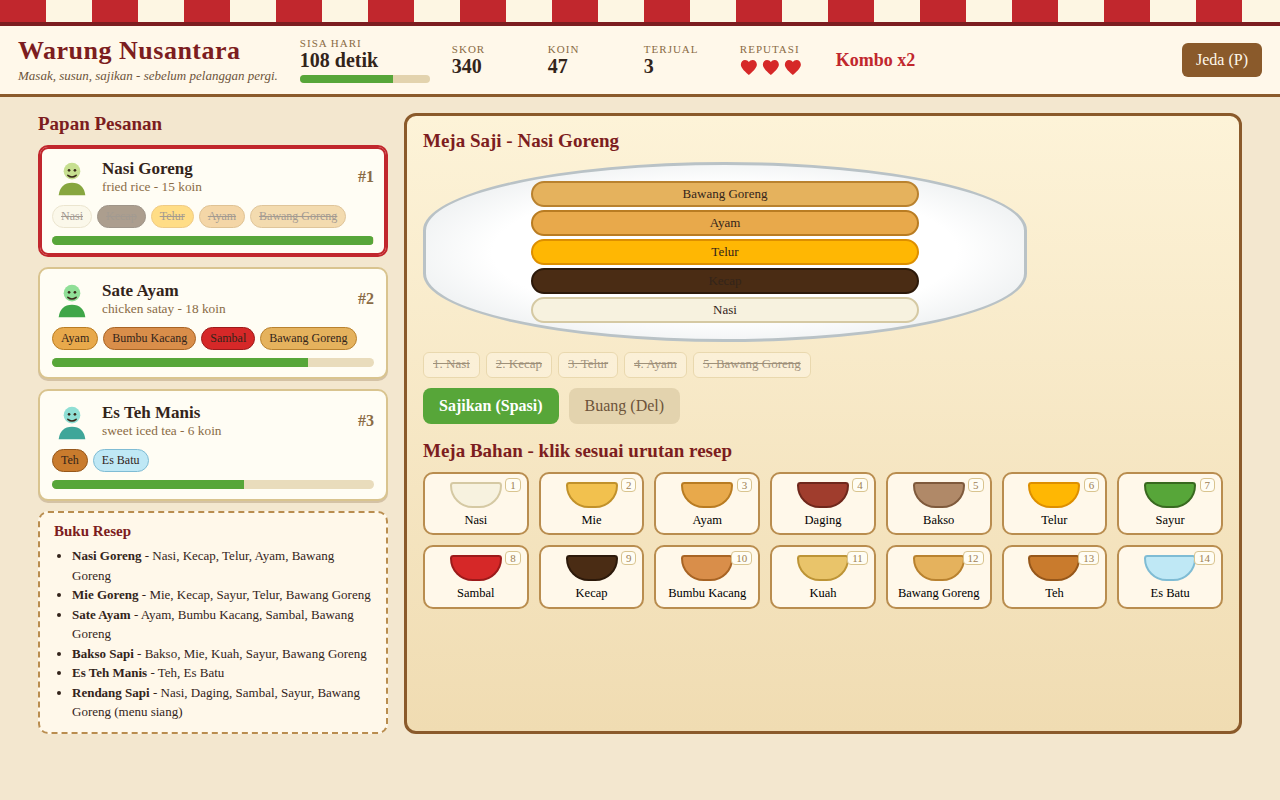 Warung Nusantara
Masak, susun, sajikan - sebelum pelanggan pergi.
SISA HARI
108 detik
SKOR
340
KOIN
47
TERJUAL
3
REPUTASI
Kombo x2
Jeda (P)
Papan Pesanan
Nasi Goreng
fried rice - 15 koin
#1
Nasi
Kecap
Telur
Ayam
Bawang Goreng
Sate Ayam
chicken satay - 18 koin
#2
Ayam
Bumbu Kacang
Sambal
Bawang Goreng
Es Teh Manis
sweet iced tea - 6 koin
#3
Teh
Es Batu
Buku Resep
Nasi Goreng - Nasi, Kecap, Telur, Ayam, Bawang
Goreng
Mie Goreng - Mie, Kecap, Sayur, Telur, Bawang Goreng
Sate Ayam - Ayam, Bumbu Kacang, Sambal, Bawang
Goreng
Bakso Sapi - Bakso, Mie, Kuah, Sayur, Bawang Goreng
Es Teh Manis - Teh, Es Batu
Rendang Sapi - Nasi, Daging, Sambal, Sayur, Bawang
Goreng (menu siang)
Meja Saji - Nasi Goreng
Bawang Goreng
Ayam
Telur
Kecap
Nasi
1. Nasi
2. Kecap
3. Telur
4. Ayam
5. Bawang Goreng
Sajikan (Spasi)
Buang (Del)
Meja Bahan - klik sesuai urutan resep
1
Nasi
2
Mie
3
Ayam
4
Daging
5
Bakso
6
Telur
7
Sayur
8
Sambal
9
Kecap
10
Bumbu Kacang
11
Kuah
12
Bawang Goreng
13
Teh
14
Es Batu